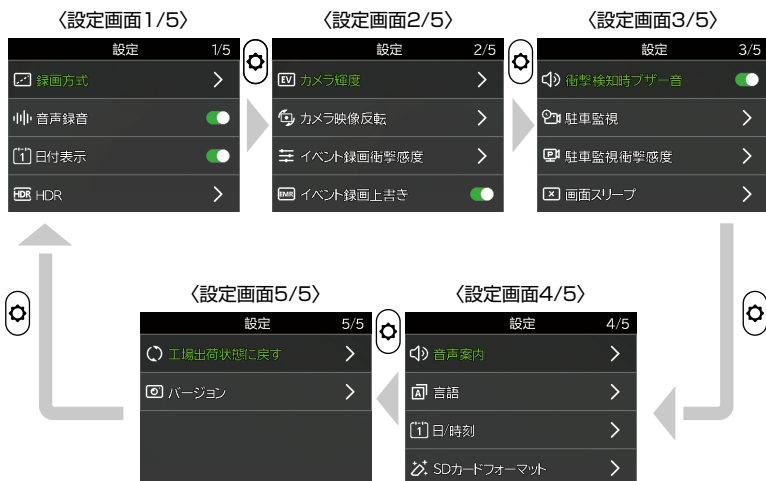 〈設定画面1/5〉
設定 1/5
録画方式
音声録音
1 日付表示
HDR HDR
〈設定画面2/5〉
設定 2/5
EV カメラ輝度
カメラ映像反転
イベント録画衝撃感度
EMR イベント録画上書き
〈設定画面3/5〉
設定 3/5
衝撃検知時ブザー音
駐車監視
P 駐車監視衝撃感度
画面スリープ
〈設定画面4/5〉
設定 4/5
音声案内
A 言語
1 日/時刻
SDカードフォーマット
〈設定画面5/5〉
設定 5/5
工場出荷状態に戻す
バージョン